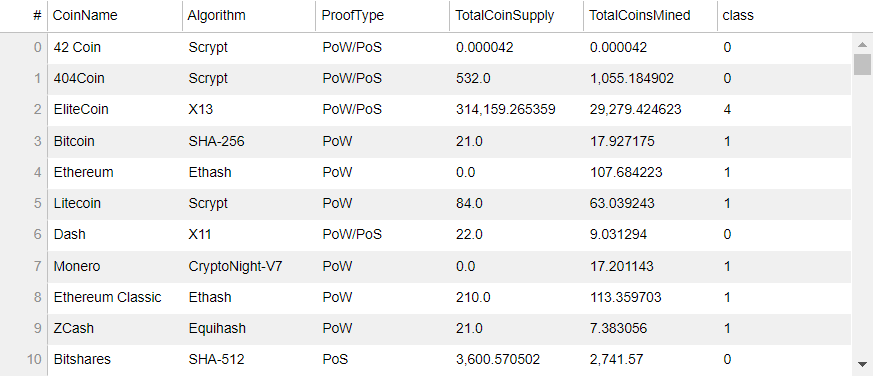 # CoinName Algorithm ProofType TotalCoinSupply TotalCoinsMined class
0 42 Coin Scrypt PoW/PoS 0.000042 0.000042 0
1 404Coin Scrypt PoW/PoS 532.0 1,055.184902 0
2 EliteCoin X13 PoW/PoS 314,159.265359 29,279.424623 4
3 Bitcoin SHA-256 PoW 21.0 17.927175 1
4 Ethereum Ethash PoW 0.0 107.684223 1
5 Litecoin Scrypt PoW 84.0 63.039243 1
6 Dash X11 PoW/PoS 22.0 9.031294 0
7 Monero CryptoNight-V7 PoW 0.0 17.201143 1
8 Ethereum Classic Ethash PoW 210.0 113.359703 1
9 ZCash Equihash PoW 21.0 7.383056 1
10 Bitshares SHA-512 PoS 3,600.570502 2,741.57 0